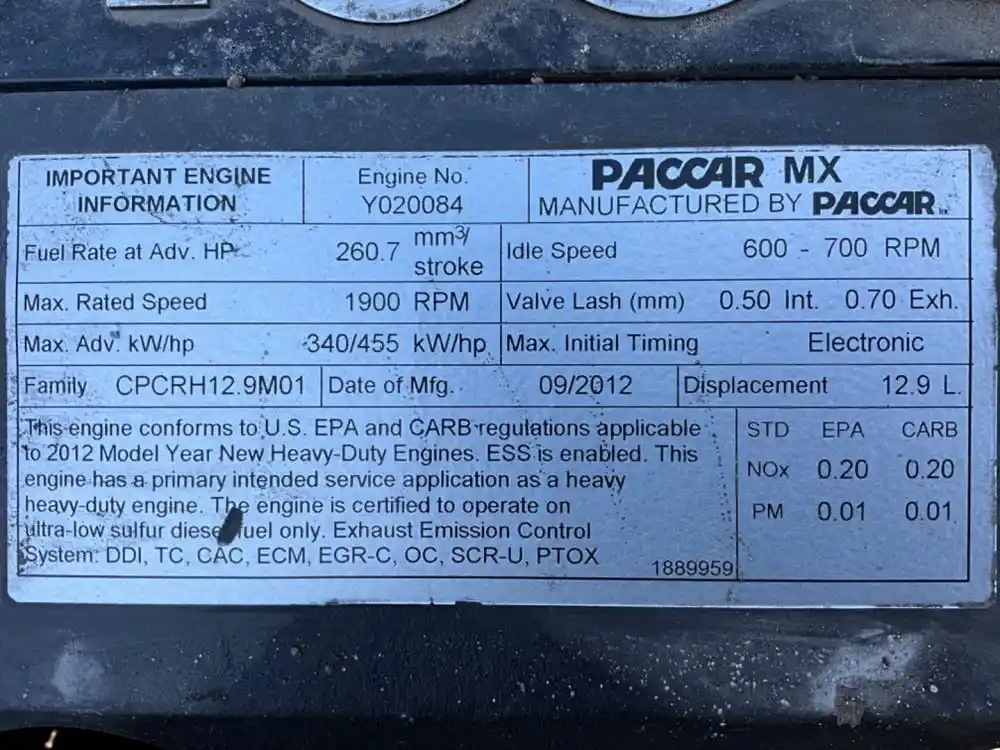 IMPORTANT ENGINE
INFORMATION
Engine No.
Y020084
PACCAR MX
MANUFACTURED BY PACCAR Inc
Fuel Rate at Adv. HP 260.7 mm³/
stroke
Idle Speed 600 - 700 RPM
Max. Rated Speed 1900 RPM
Valve Lash (mm) 0.50 Int. 0.70 Exh.
Max. Adv. kW/hp 340/455 kW/hp
Max. Initial Timing Electronic
Family CPCRH12.9M01
Date of Mfg. 09/2012
Displacement 12.9 L.
This engine conforms to U.S. EPA and CARB regulations applicable
to 2012 Model Year New Heavy-Duty Engines. ESS is enabled. This
engine has a primary intended service application as a heavy
heavy-duty engine. The engine is certified to operate on
ultra-low sulfur diesel fuel only. Exhaust Emission Control
System: DDI, TC, CAC, ECM, EGR-C, OC, SCR-U, PTOX
1889959
STD EPA CARB
NOx 0.20 0.20
PM 0.01 0.01